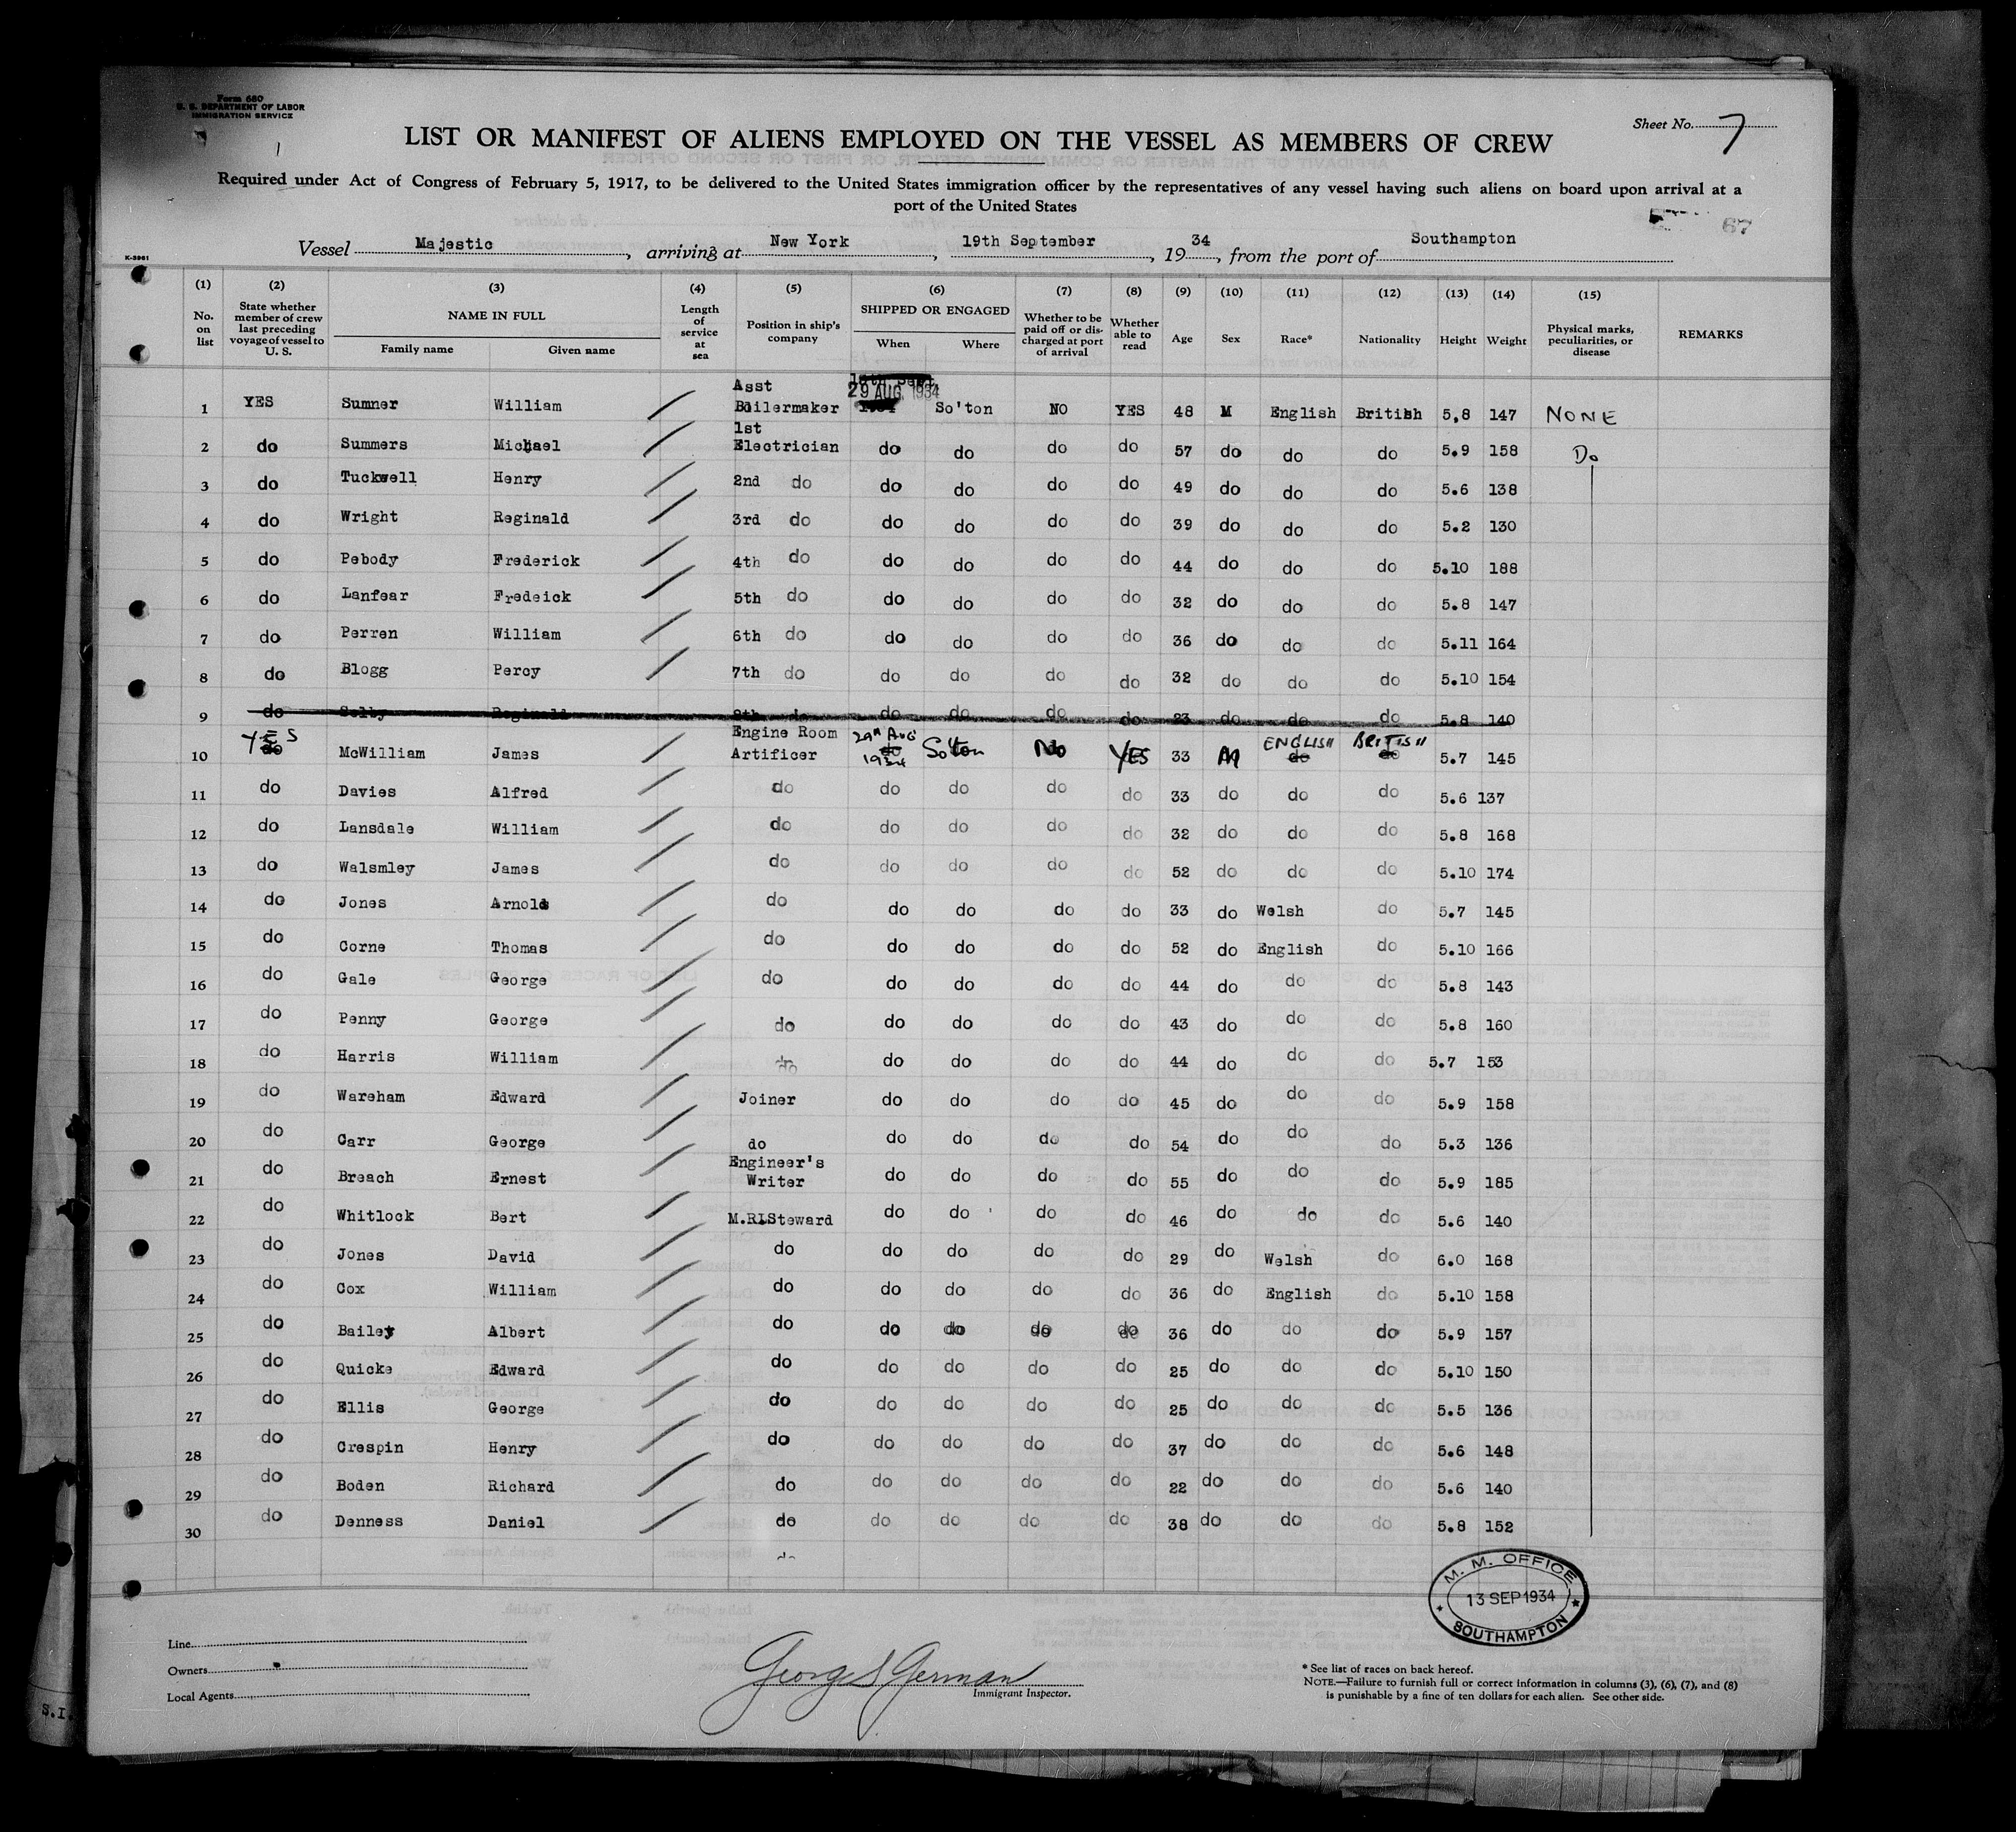 Form 680
U. S. DEPARTMENT OF LABOR
IMMIGRATION SERVICE
Sheet No. 7
LIST OR MANIFEST OF ALIENS EMPLOYED ON THE VESSEL AS MEMBERS OF CREW
Required under Act of Congress of February 5, 1917, to be delivered to the United States immigration officer by the representatives of any vessel having such aliens on board upon arrival at a
port of the United States
67
Vessel Majestic, arriving at New York, 19th September, 1934, from the port of Southampton
K-3961
(1) (2) (3) (4) (5) (6) (7) (8) (9) (10) (11) (12) (13) (14) (15)
No. on list State whether member of crew last preceding voyage of vessel to U. S. NAME IN FULL Family name Given name Length of service at sea Position in ship's company SHIPPED OR ENGAGED When Where Whether to be paid off or discharged at port of arrival Whether able to read Age Sex Race* Nationality Height Weight Physical marks, peculiarities, or disease REMARKS
1 YES Sumner William Asst Boilermaker 29 AUG. 1934 So'ton NO YES 48 M English British 5.8 147 NONE
2 do Summers Michael 1st Electrician do do do do 57 do do do 5.9 158 Do
3 do Tuckwell Henry 2nd do do do do do 49 do do do 5.6 138
4 do Wright Reginald 3rd do do do do do 39 do do do 5.2 130
5 do Pebody Frederick 4th do do do do do 44 do do do 5.10 188
6 do Lanfear Fredeick 5th do do do do do 32 do do do 5.8 147
7 do Perren William 6th do do do do do 36 do do do 5.11 164
8 do Blogg Percy 7th do do do do do 32 do do do 5.10 154
9 do Selby Reginald 8th do do do do do 23 do do do 5.8 140
10 YES do McWilliam James Engine Room Artificer 29th AUG 1934 do So'ton No YES 33 M ENGLISH do BRITISH do 5.7 145
11 do Davies Alfred do do do do do 33 do do do 5.6 137
12 do Lansdale William do do do do do 32 do do do 5.8 168
13 do Walsmley James do do do do do 52 do do do 5.10 174
14 do Jones Arnold do do do do do 33 do Welsh do 5.7 145
15 do Corne Thomas do do do do do 52 do English do 5.10 166
16 do Gale George do do do do do 44 do do do 5.8 143
17 do Penny George do do do do do 43 do do do 5.8 160
18 do Harris William do do do do do 44 do do do 5.7 153
19 do Wareham Edward Joiner do do do do 45 do do do 5.9 158
20 do Carr George do do do do do 54 do do do 5.3 136
21 do Breach Ernest Engineer's Writer do do do do 55 do do do 5.9 185
22 do Whitlock Bert M.R.Steward do do do do 46 do do do 5.6 140
23 do Jones David do do do do do 29 do Welsh do 6.0 168
24 do Cox William do do do do do 36 do English do 5.10 158
25 do Bailey Albert do do do do do 36 do do do 5.9 157
26 do Quicke Edward do do do do do 25 do do do 5.10 150
27 do Ellis George do do do do do 25 do do do 5.5 136
28 do Crespin Henry do do do do do 37 do do do 5.6 148
29 do Boden Richard do do do do do 22 do do do 5.6 140
30 do Denness Daniel do do do do do 38 do do do 5.8 152
M. M. OFFICE
13 SEP 1934
SOUTHAMPTON
Line
Owners
Local Agents
George S German
Immigrant Inspector.
* See list of races on back hereof.
NOTE.—Failure to furnish full or correct information in columns (3), (6), (7), and (8)
is punishable by a fine of ten dollars for each alien. See other side.
S.I.